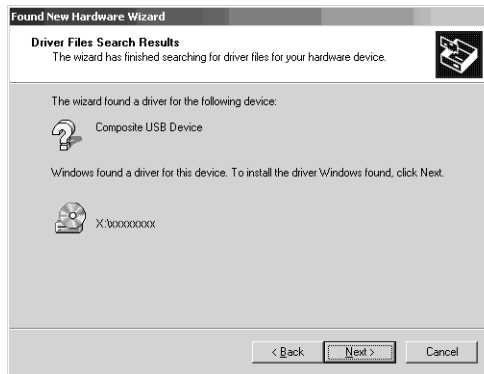 Found New Hardware Wizard
Driver Files Search Results
The wizard has finished searching for driver files for your hardware device.
The wizard found a driver for the following device:
Composite USB Device
Windows found a driver for this device. To install the driver Windows found, click Next.
X:\xxxxxxxx
< Back Next > Cancel